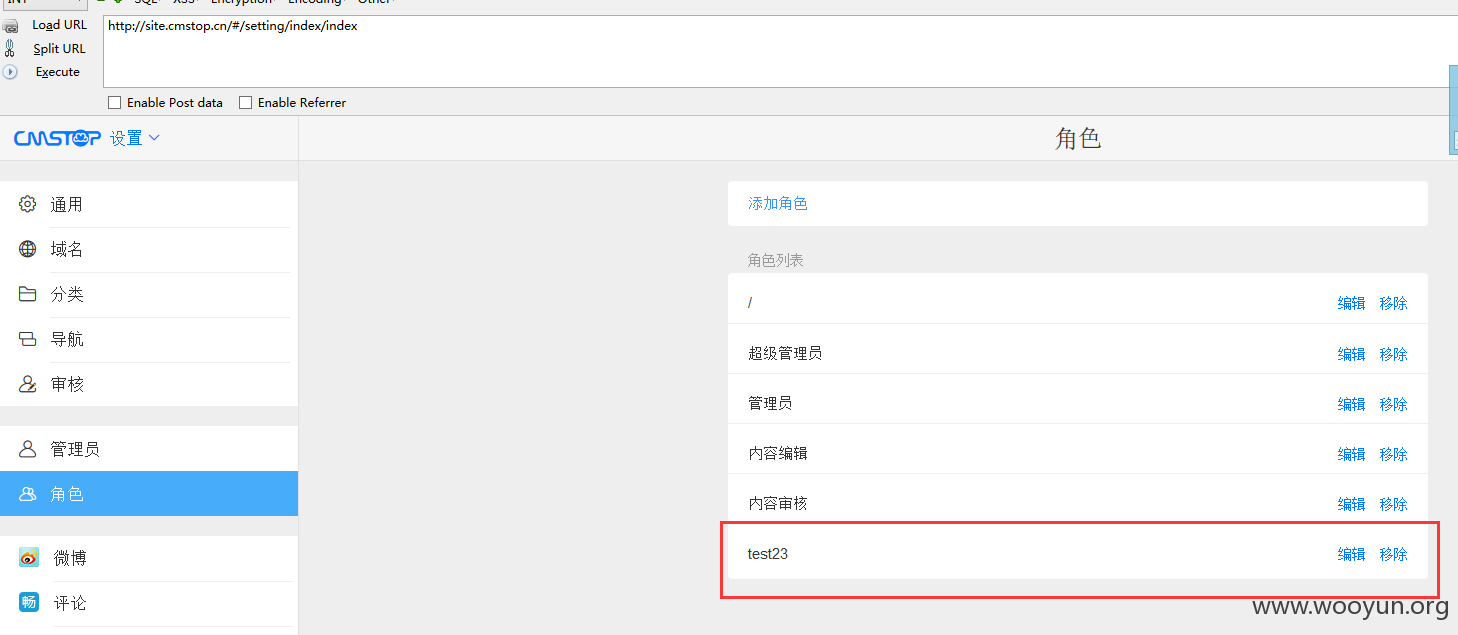 INT SQL XSS Encryption Encoding Other
Load URL
http://site.cmstop.cn/#/setting/index/index
Split URL
Execute
Enable Post data Enable Referrer
CMSTOP 设置
角色
通用
域名
分类
导航
审核
管理员
角色
微博
畅 评论
添加角色
角色列表
/ 编辑 移除
超级管理员 编辑 移除
管理员 编辑 移除
内容编辑 编辑 移除
内容审核 编辑 移除
test23 编辑 移除
www.wooyun.org